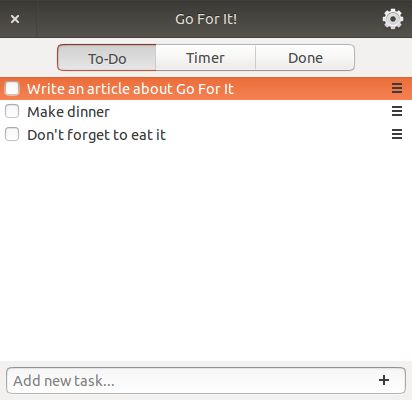 Go For It!
To-Do Timer Done
Write an article about Go For It
Make dinner
Don't forget to eat it
Add new task...